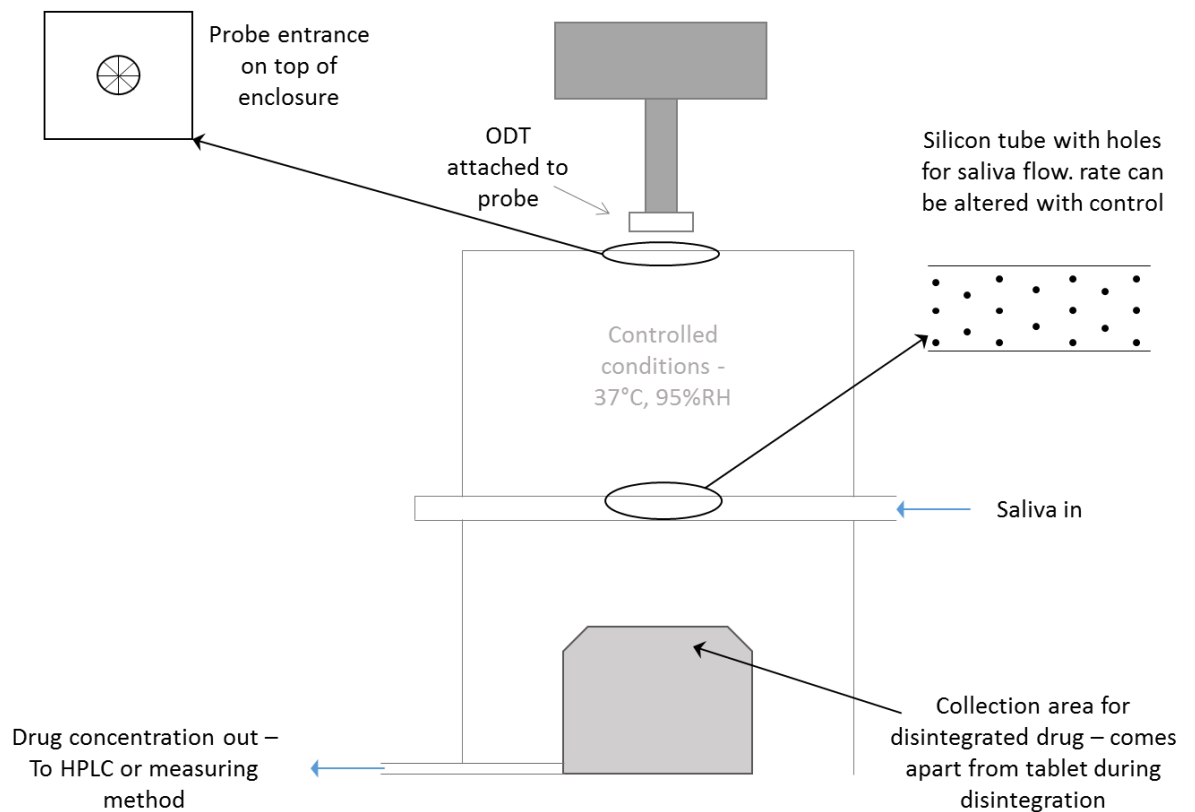 Probe entrance
on top of
enclosure
ODT
attached to
probe
Silicon tube with holes
for saliva flow. rate can
be altered with control
Controlled
conditions -
37°C, 95%RH
Saliva in
Drug concentration out –
To HPLC or measuring
method
Collection area for
disintegrated drug – comes
apart from tablet during
disintegration